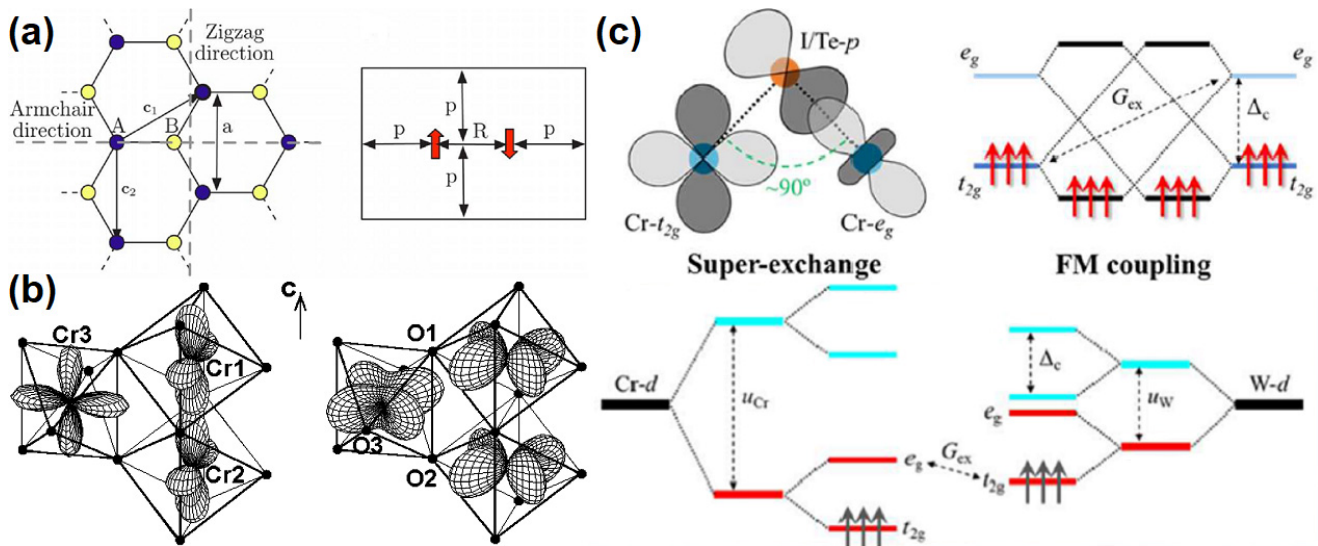 (a)
Zigzag
direction
Armchair
direction
A
B
c₁
c₂
a
p
p
R
p
p
(b)
c
Cr3
Cr1
Cr2
O1
O3
O2
(c)
I/Te-p
~90°
Cr-t₂g
Cr-eg
Super-exchange
eg
eg
Gex
Δc
t₂g
t₂g
FM coupling
Cr-d
uCr
eg
t₂g
Gex
Δc
eg
t₂g
uW
W-d